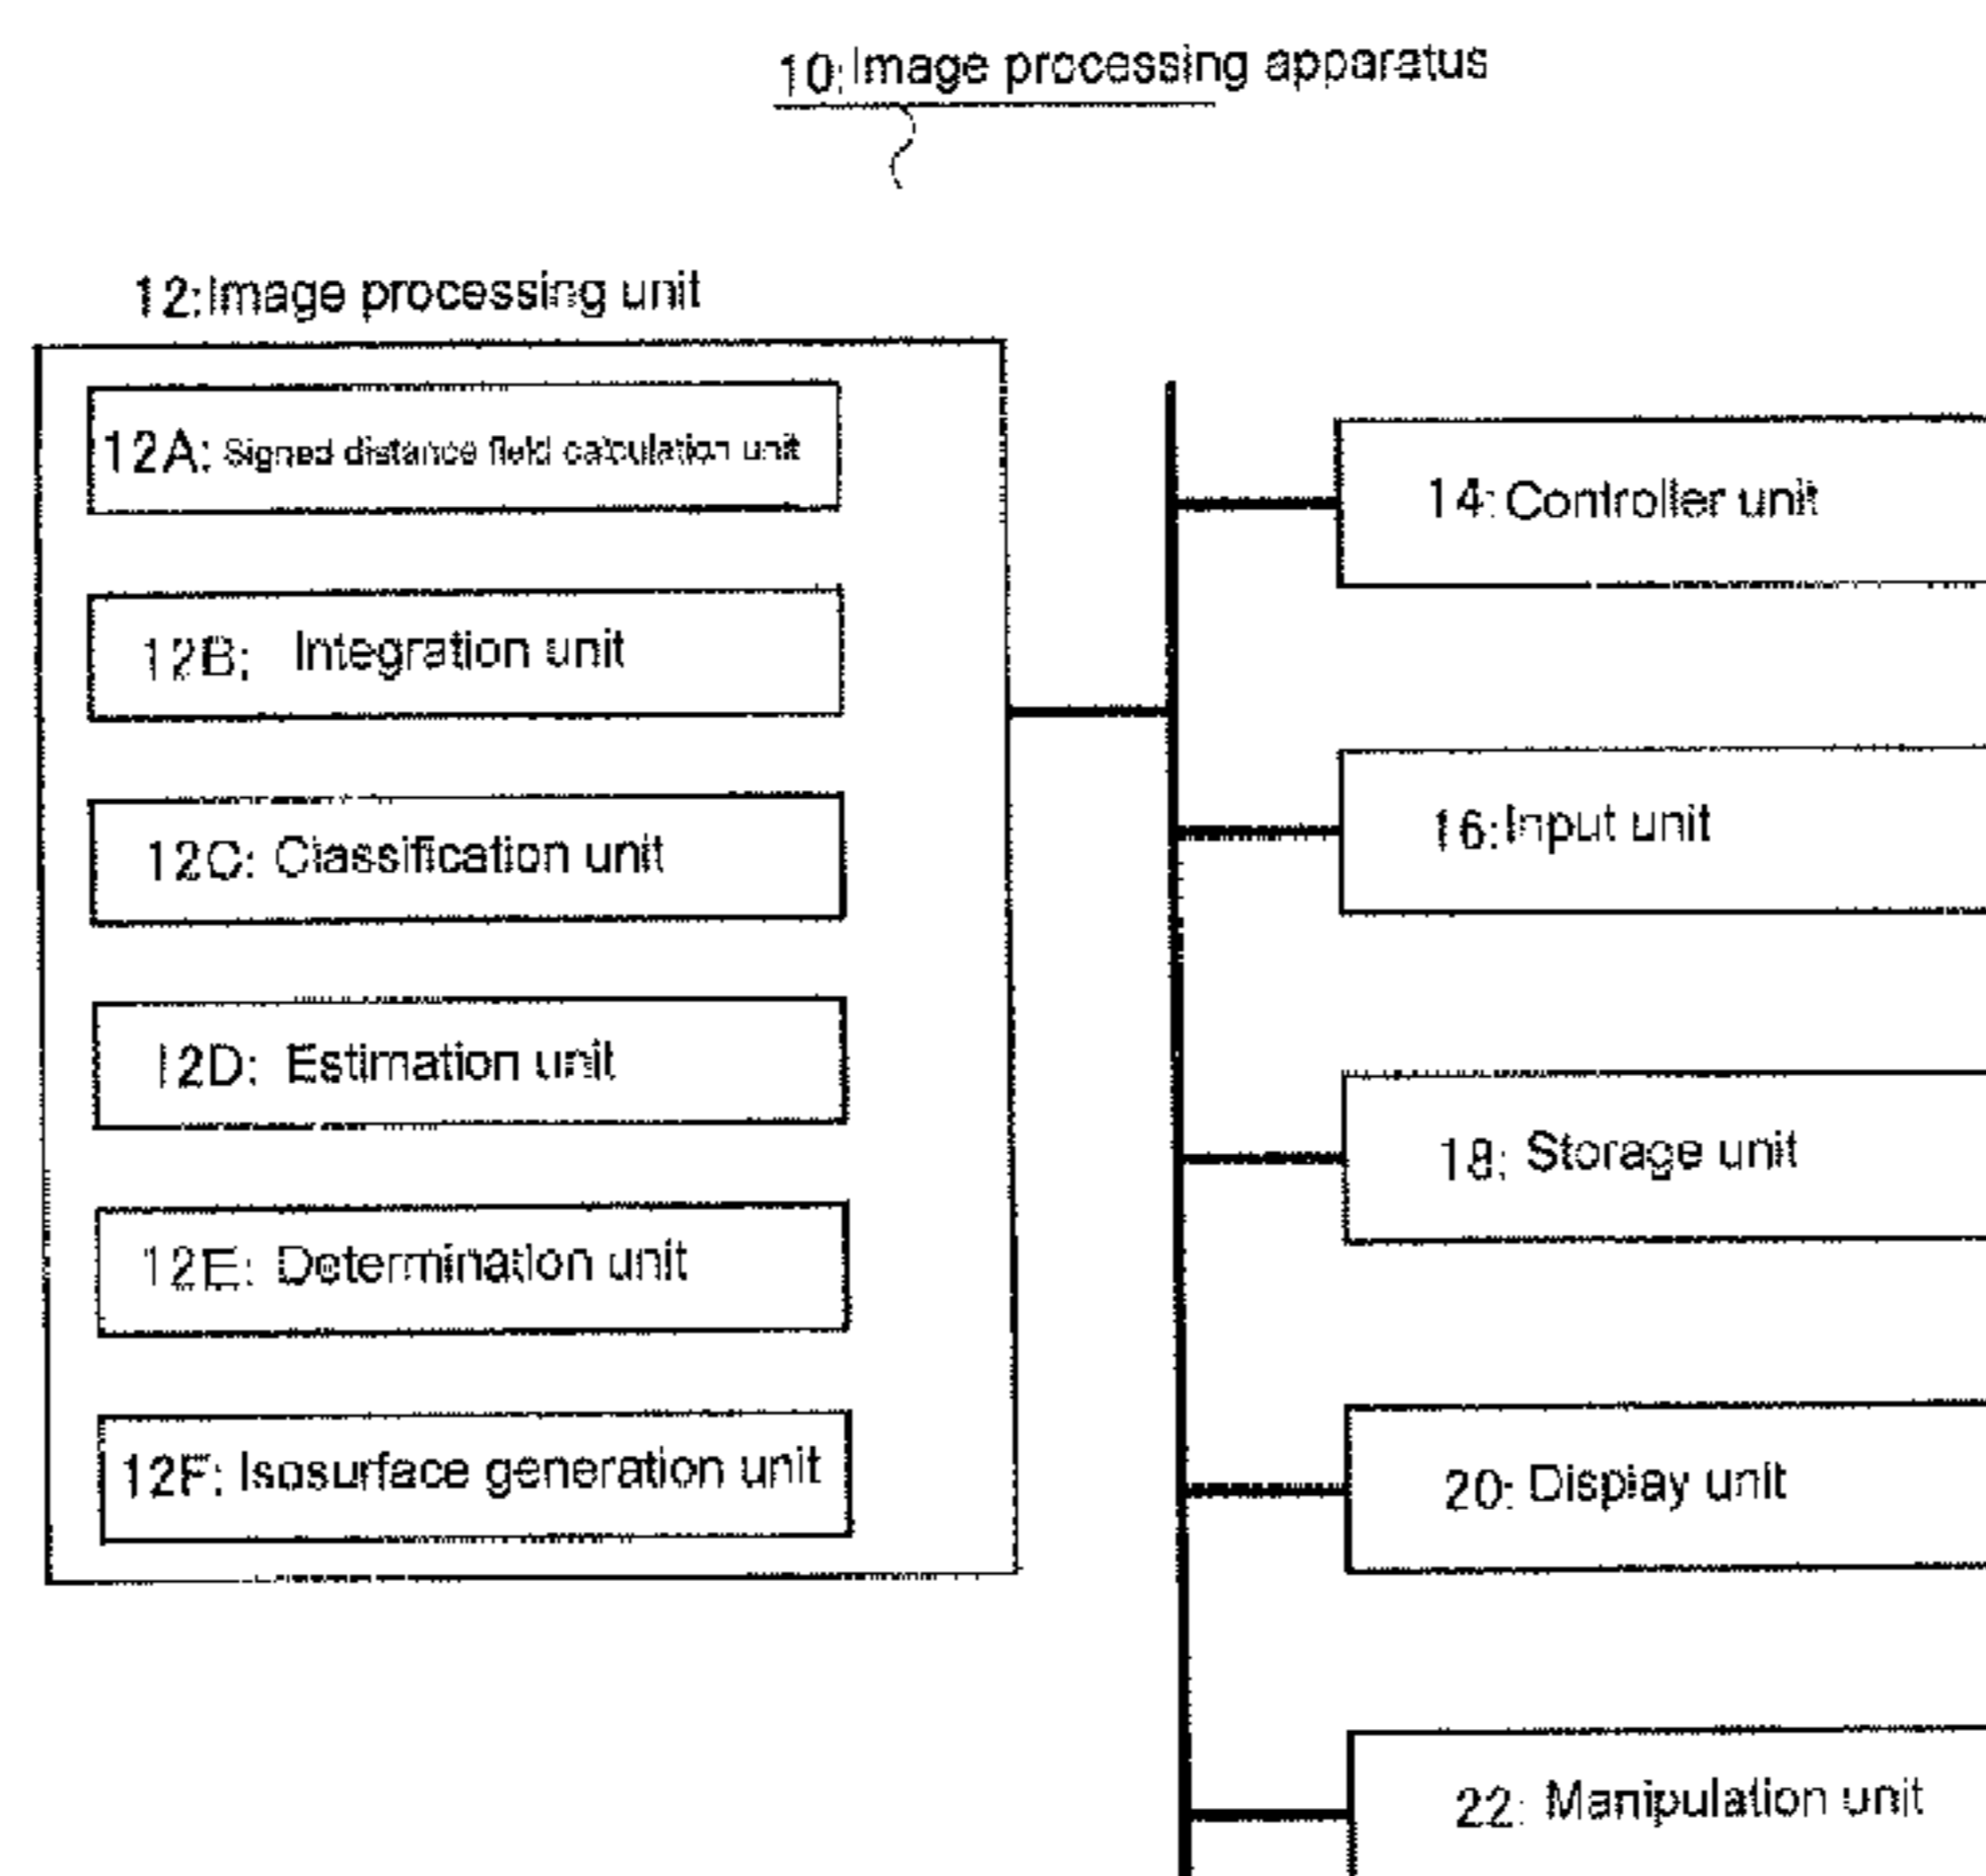 10: Image processing apparatus
12: Image processing unit
12A: Signed distance field calculation unit
12B: Integration unit
12C: Classification unit
12D: Estimation unit
12E: Determination unit
12F: Isosurface generation unit
14: Controller unit
16: Input unit
18: Storage unit
20: Display unit
22: Manipulation unit